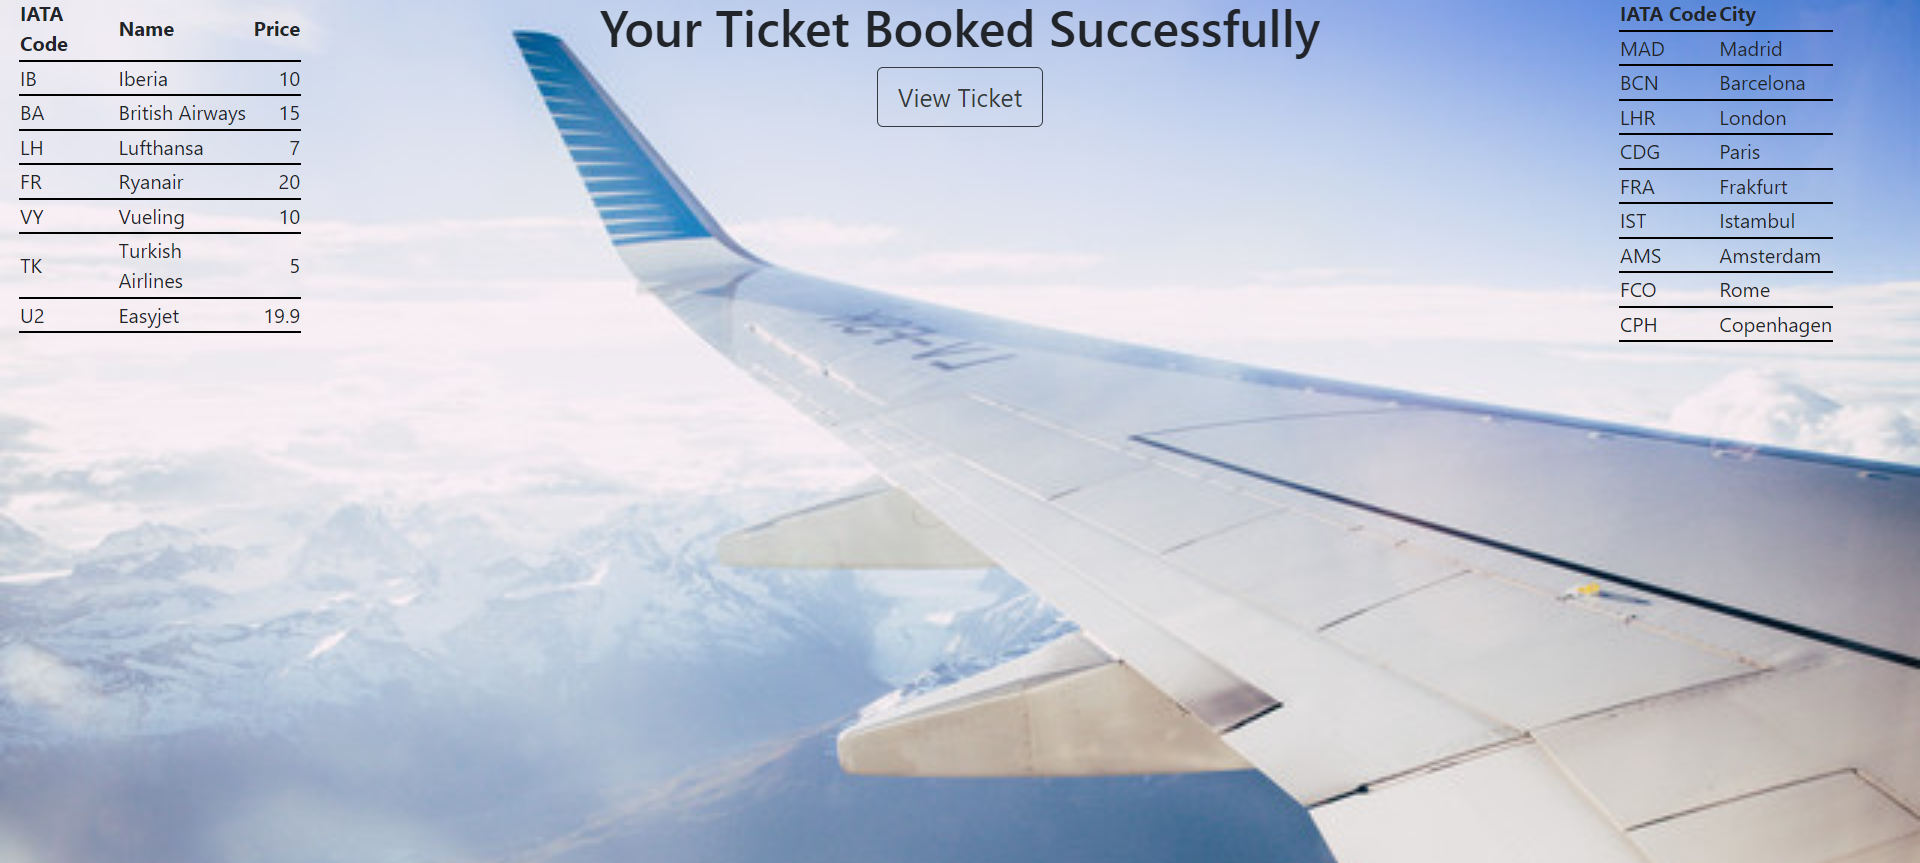 IATA
Code
Name
Price
IB Iberia 10
BA British Airways 15
LH Lufthansa 7
FR Ryanair 20
VY Vueling 10
TK Turkish
Airlines 5
U2 Easyjet 19.9
Your Ticket Booked Successfully
View Ticket
IATA Code City
MAD Madrid
BCN Barcelona
LHR London
CDG Paris
FRA Frakfurt
IST Istambul
AMS Amsterdam
FCO Rome
CPH Copenhagen